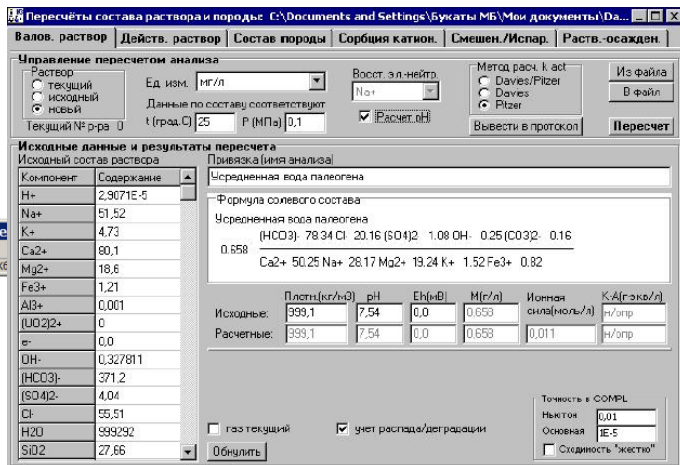 Пересчёты состава раствора и породы: C:\Documents and Settings\Букаты МБ\Мои документы\Da...
Валов. раствор Действ. раствор Состав породы Сорбция катион. Смешен./Испар. Раств.-осажден.
Управление пересчетом анализа
Раствор
текущий
исходный
новый
Текущий № р-ра 0
Ед. изм. мг/л
Данные по составу соответствуют
t (град.C) 25 P (МПа) 0,1
Восст. эл.-нейтр.
Na+
Расчет pH
Метод расч. k act
Davies/Pitzer
Davies
Pitzer
Вывести в протокол
Из файла
В файл
Пересчет
Исходные данные и результаты пересчета
Исходный состав раствора
Компонент Содержание
H+ 2,9071E-5
Na+ 51,52
K+ 4,73
Ca2+ 80,1
Mg2+ 18,6
Fe3+ 1,21
Al3+ 0,001
(UO2)2+ 0
e- 0,0
OH- 0,327811
(HCO3)- 371,2
(SO4)2- 4,04
Cl- 55,51
H2O 999292
SiO2 27,66
Привязка (имя анализа)
Усредненная вода палеогена
Формула солевого состава
Усредненная вода палеогена
(HCO3)- 78.34 Cl- 20.16 (SO4)2- 1.08 OH- 0.25 (CO3)2- 0.16
0.658
Ca2+ 50.25 Na+ 28.17 Mg2+ 19.24 K+ 1.52 Fe3+ 0.82
Плотн.(кг/м3) pH Eh(мВ) M(г/л) Ионная сила(моль/л) К-А(г-экв/л)
Исходные: 999,1 7,54 0,0 0,658 н/опр
Расчетные: 999,1 7,54 0,0 0,658 0,011 н/опр
газ текущий
учет распада/деградации
Обнулить
Точность в COMPL
Ньютон 0,01
Основная 1E-5
Сходимость "жестко"